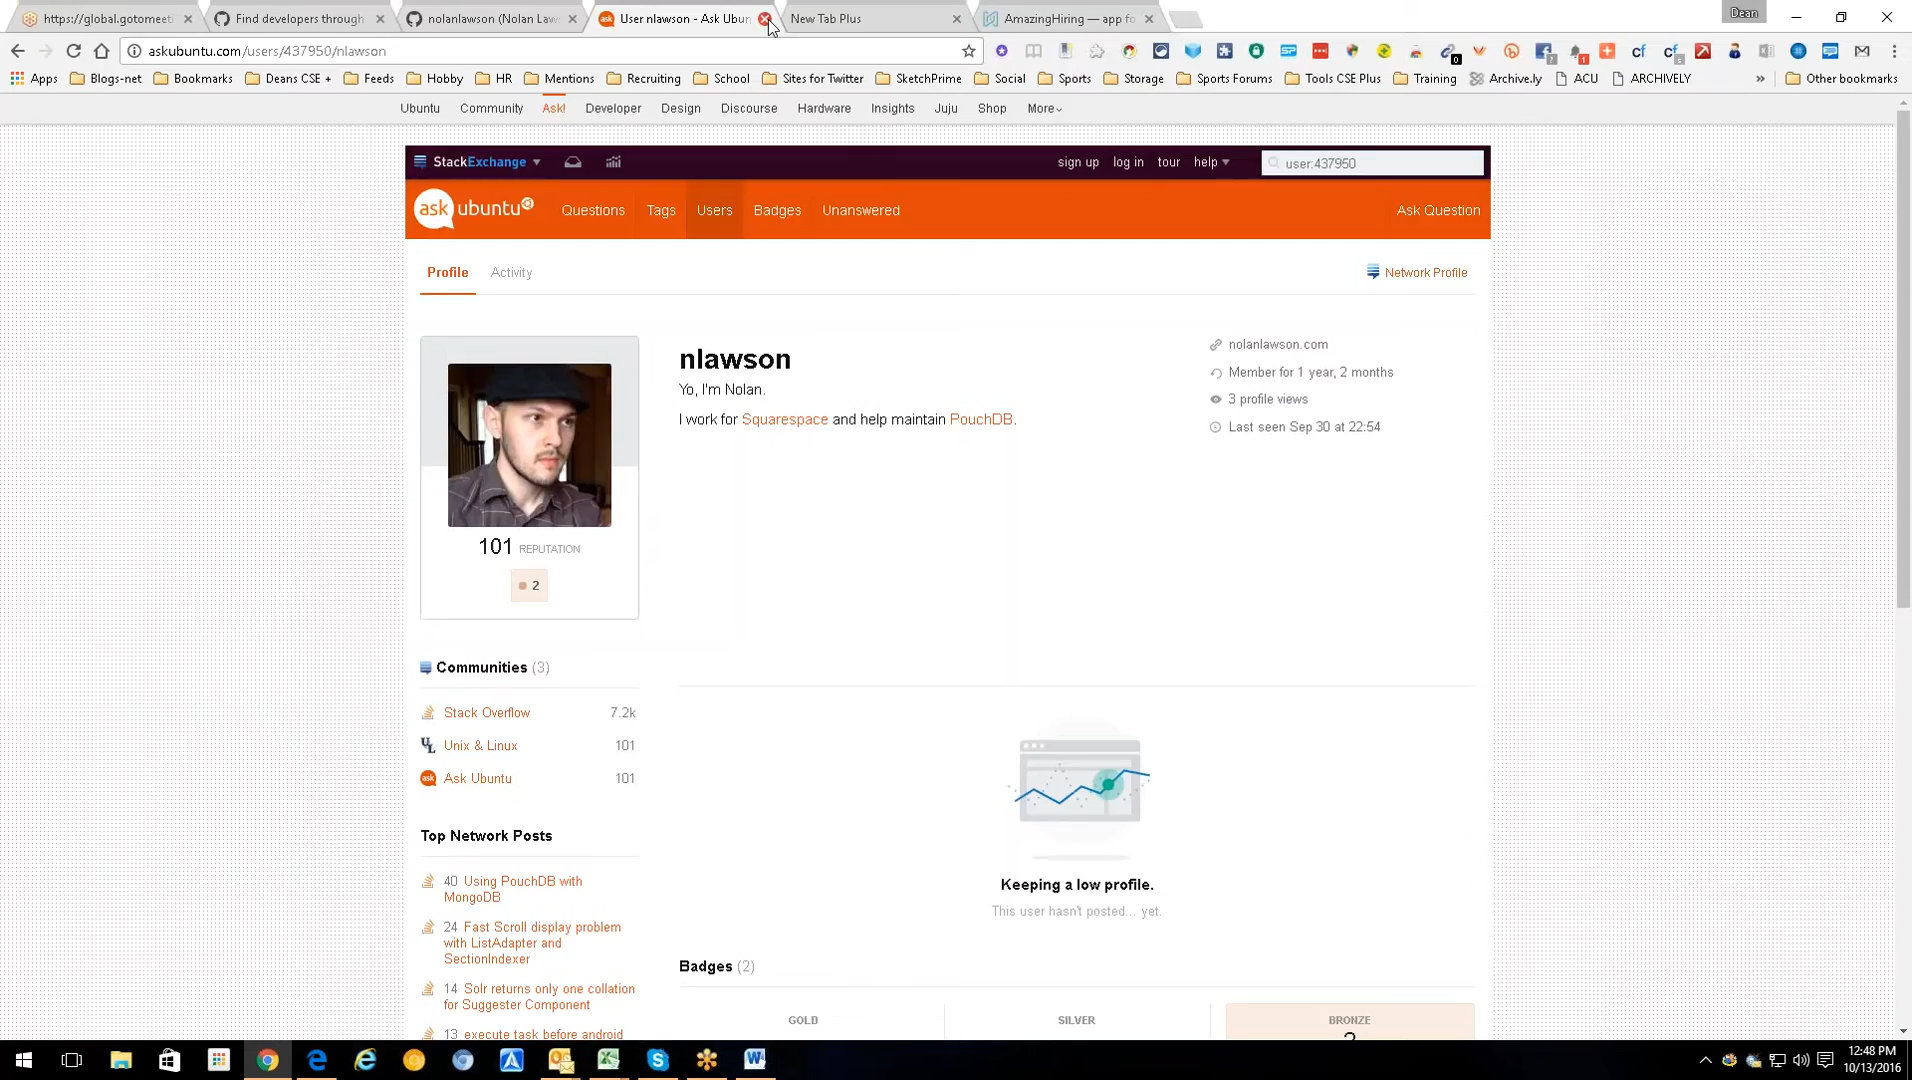 https://global.gotomeeti
Find developers through
nolanlawson (Nolan Law
User nlawson - Ask Ubun
New Tab Plus
AmazingHiring — app fo
Dean
askubuntu.com/users/437950/nlawson
Apps Blogs-net Bookmarks Deans CSE + Feeds Hobby HR Mentions Recruiting School Sites for Twitter SketchPrime Social Sports Storage Sports Forums Tools CSE Plus Training Archive.ly ACU ARCHIVELY » Other bookmarks
Ubuntu Community Ask! Developer Design Discourse Hardware Insights Juju Shop More
StackExchange sign up log in tour help user:437950
ask ubuntu Questions Tags Users Badges Unanswered Ask Question
Profile Activity Network Profile
nlawson
Yo, I'm Nolan.
I work for Squarespace and help maintain PouchDB.
nolanlawson.com
Member for 1 year, 2 months
3 profile views
Last seen Sep 30 at 22:54
101 REPUTATION
2
Communities (3)
Stack Overflow 7.2k
Unix & Linux 101
Ask Ubuntu 101
Top Network Posts
40 Using PouchDB with
MongoDB
24 Fast Scroll display problem
with ListAdapter and
SectionIndexer
14 Solr returns only one collation
for Suggester Component
13 execute task before android
Keeping a low profile.
This user hasn't posted... yet.
Badges (2)
GOLD SILVER BRONZE
12:48 PM
10/13/2016